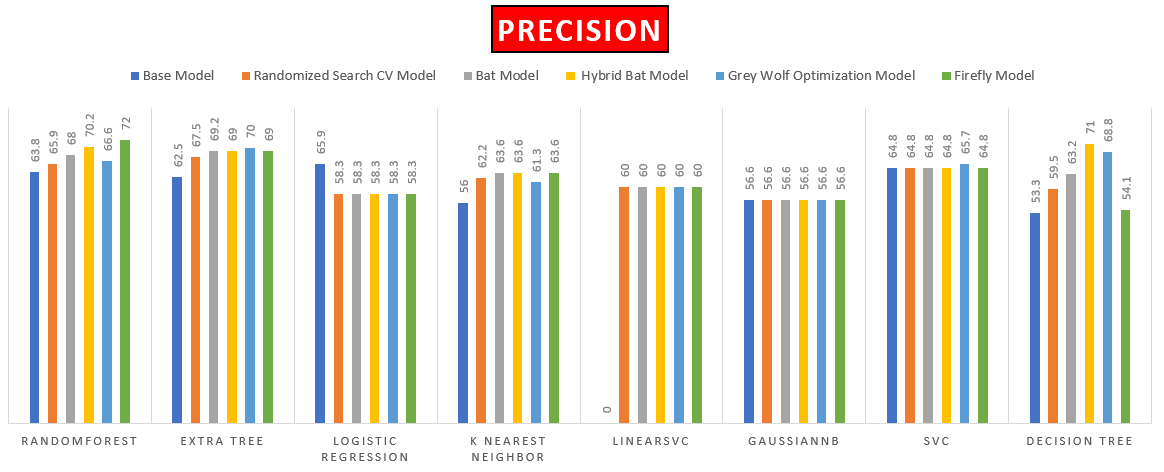 PRECISION
Base Model Randomized Search CV Model Bat Model Hybrid Bat Model Grey Wolf Optimization Model Firefly Model
63.8 65.9 68 70.2 66.6 72
62.5 67.5 69.2 69 70 69
65.9 58.3 58.3 58.3 58.3 58.3
56 62.2 63.6 63.6 61.3 63.6
0 60 60 60 60 60
56.6 56.6 56.6 56.6 56.6 56.6
64.8 64.8 64.8 64.8 65.7 64.8
53.3 59.5 63.2 71 68.8 54.1
RANDOMFOREST EXTRA TREE LOGISTIC K NEAREST LINEARSVC GAUSSIANNB SVC DECISION TREE
REGRESSION NEIGHBOR